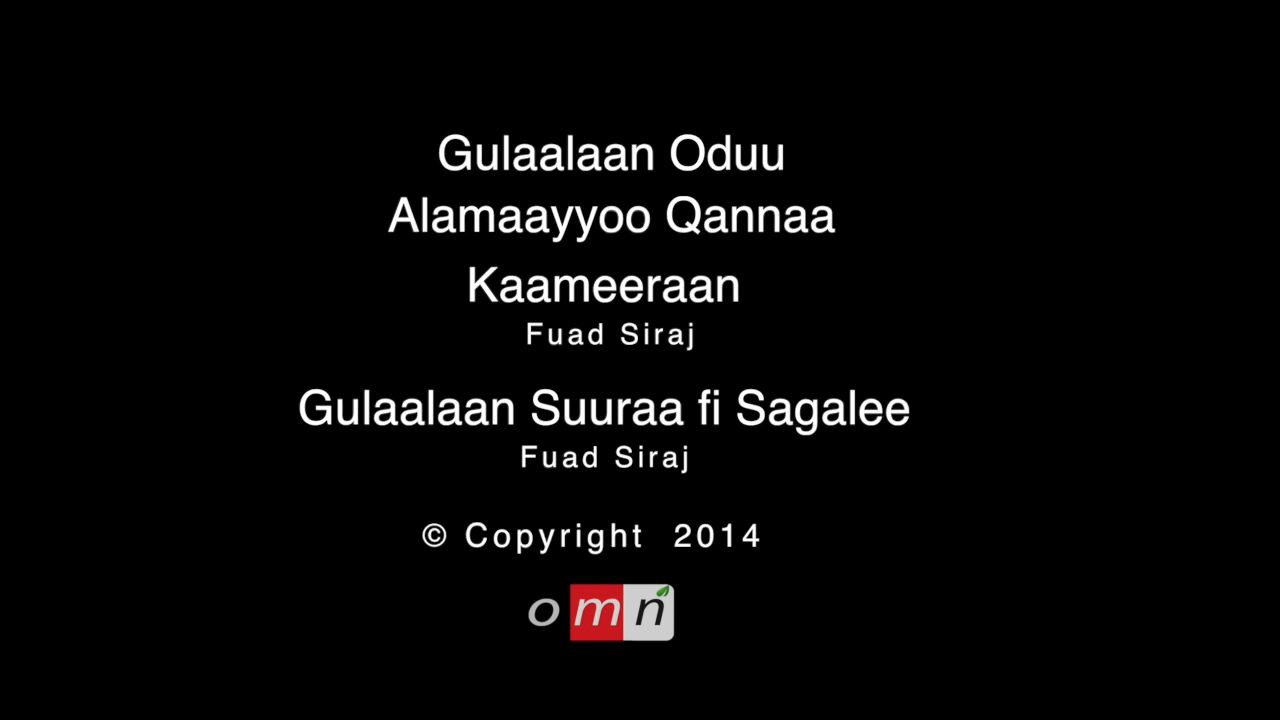 Gulaalaan Oduu
Alamaayyoo Qannaa
Kaameeraan
Fuad Siraj
Gulaalaan Suuraa fi Sagalee
Fuad Siraj
© Copyright 2014
omn